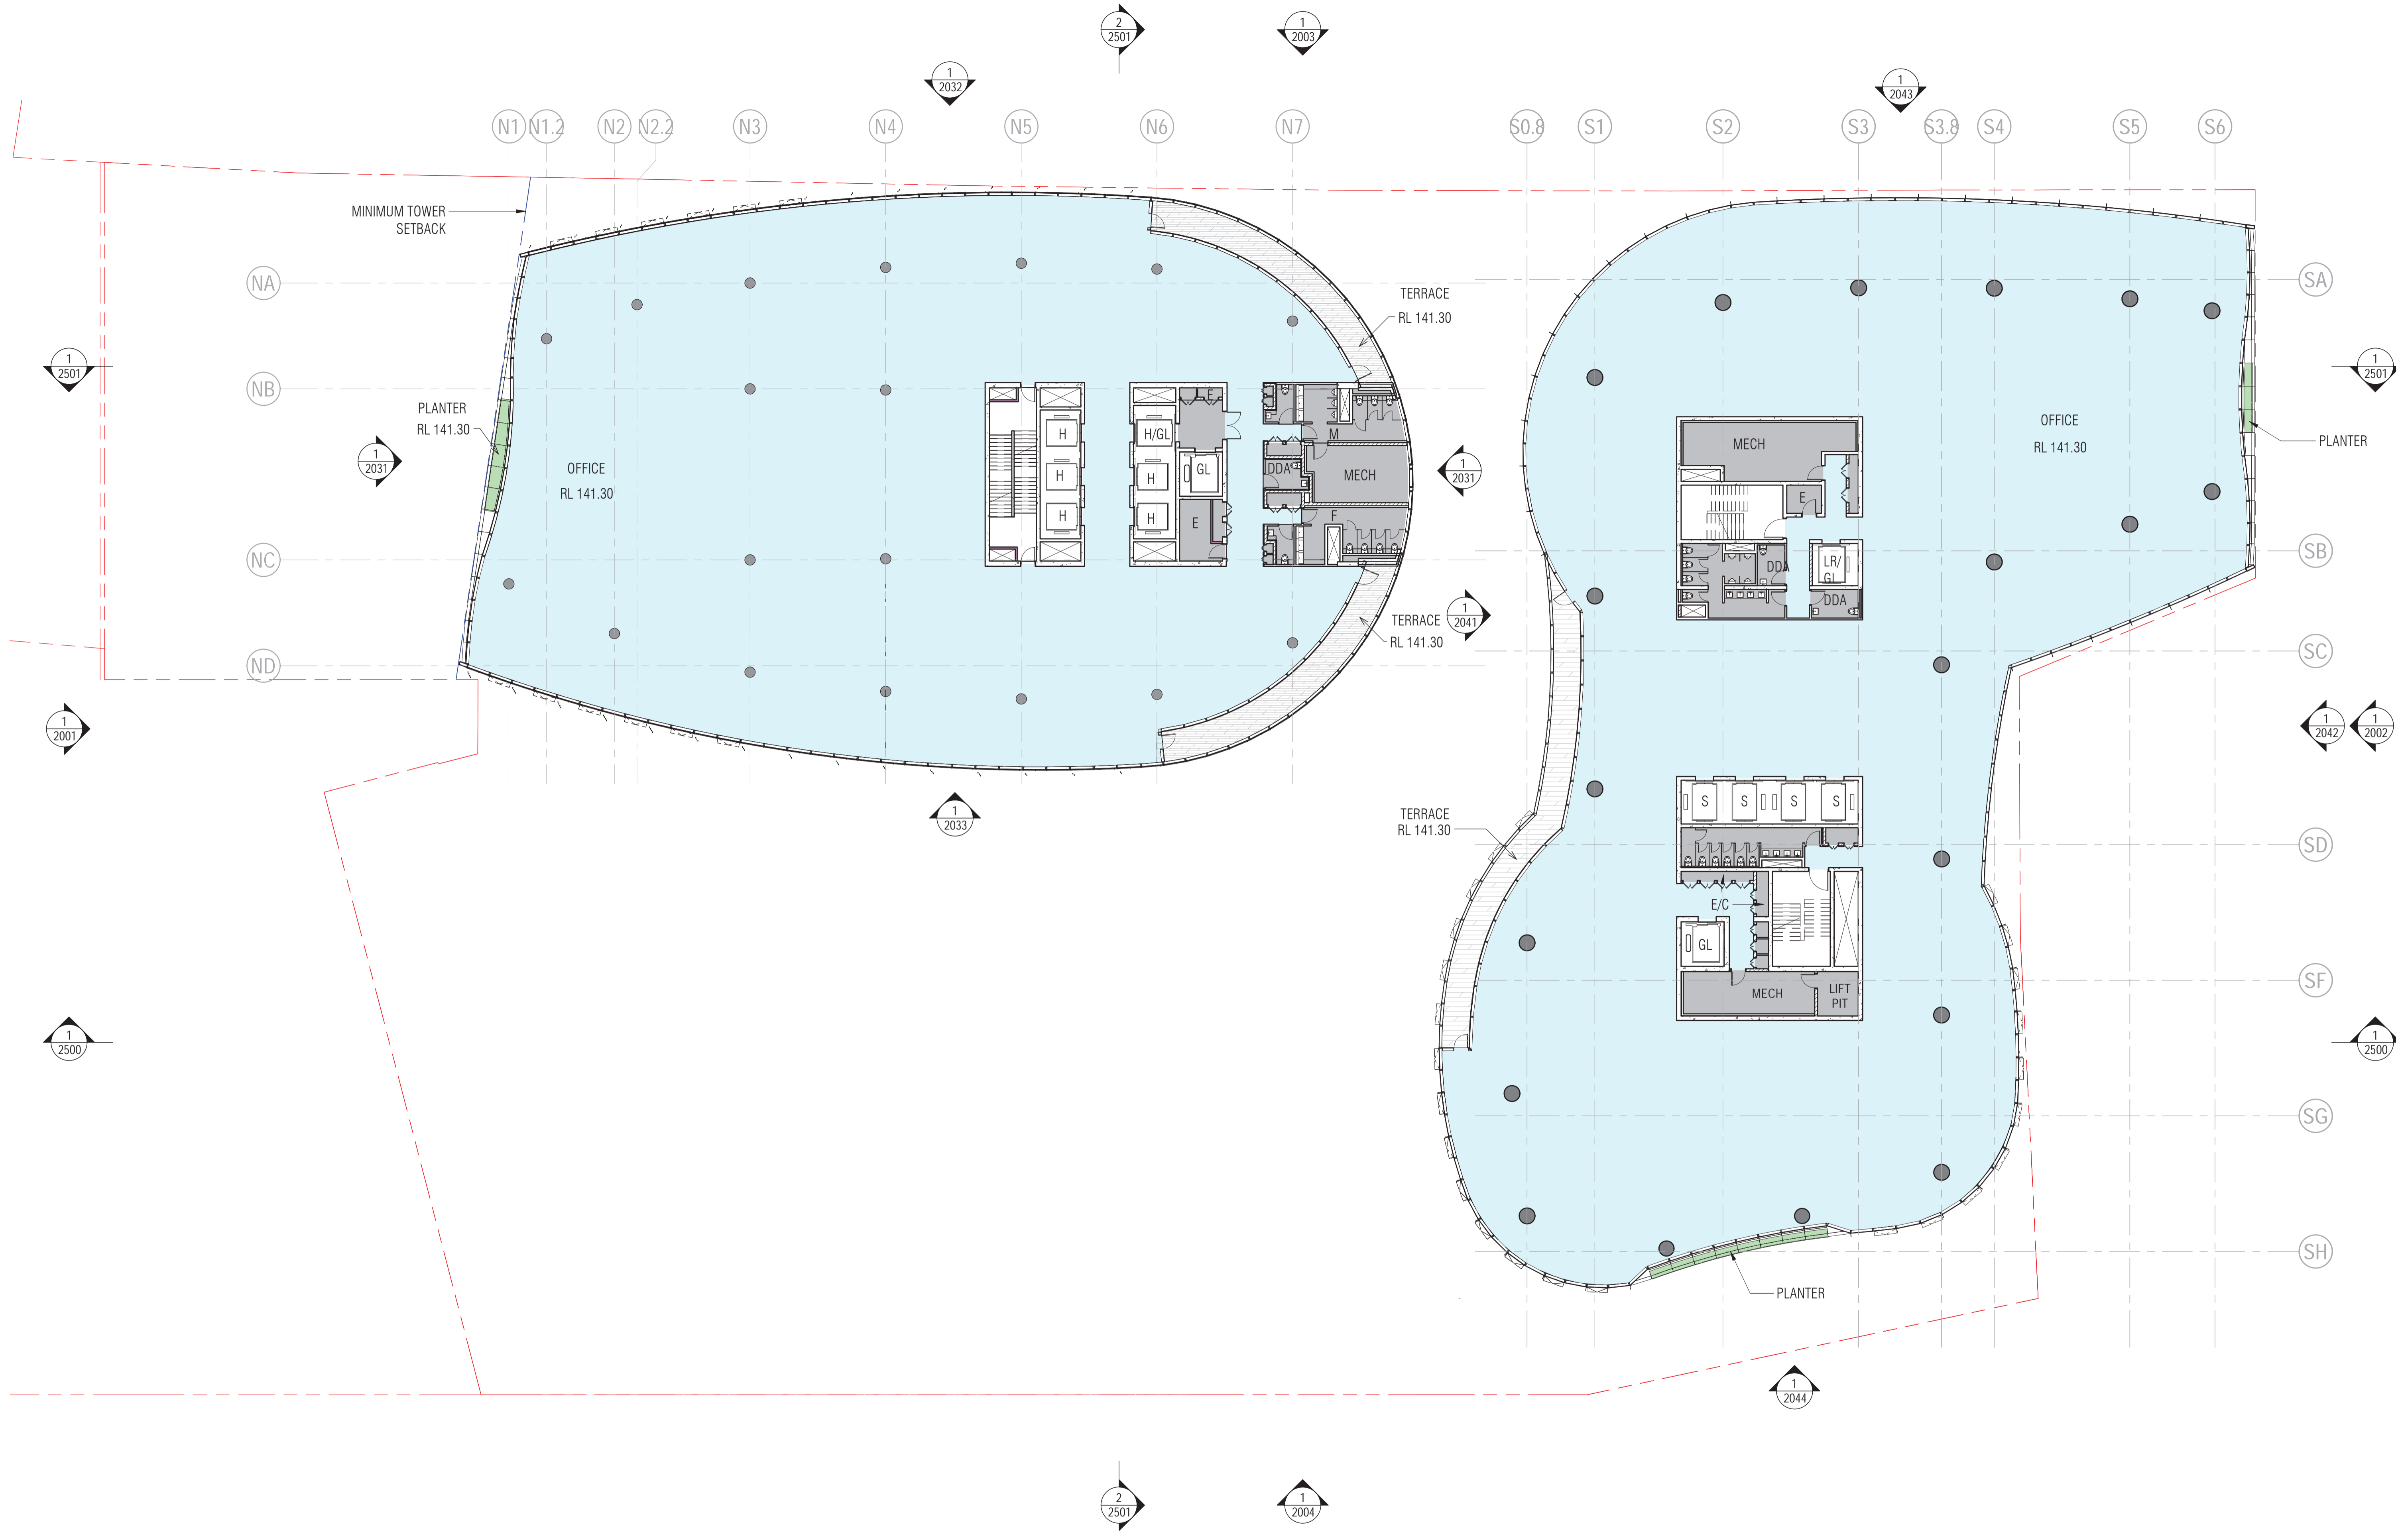 2
2501
1
2003
1
2032
1
2043
N1
N1.2
N2
N2.2
N3
N4
N5
N6
N7
S0.8
S1
S2
S3
S3.8
S4
S5
S6
MINIMUM TOWER
SETBACK
NA
NB
NC
ND
SA
SB
SC
SD
SF
SG
SH
TERRACE
RL 141.30
1
2501
1
2501
PLANTER
RL 141.30
1
2031
OFFICE
RL 141.30
H
H
H
H/GL
H
H
E
GL
E
M
DDA
MECH
F
1
2031
OFFICE
RL 141.30
PLANTER
MECH
E
DDA
LR/
GL
DDA
TERRACE
RL 141.30
1
2041
1
2001
1
2042
1
2002
1
2033
TERRACE
RL 141.30
S
S
S
S
E/C
GL
MECH
LIFT
PIT
1
2500
1
2500
PLANTER
1
2044
2
2501
1
2004